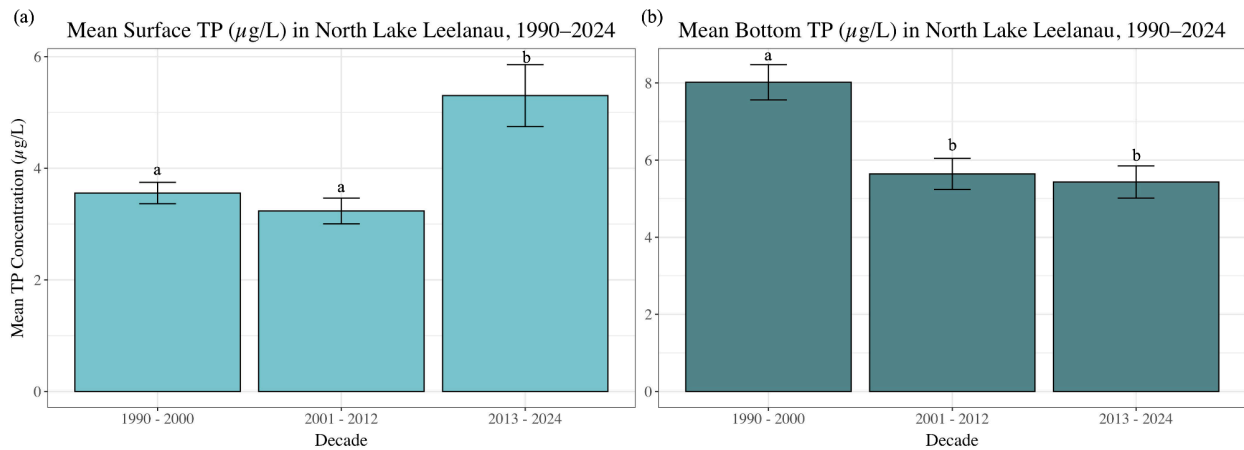 (a)
Mean Surface TP (µg/L) in North Lake Leelanau, 1990–2024
Mean TP Concentration (µg/L)
6
4
2
0
a
a
b
1990 - 2000
2001 - 2012
2013 - 2024
Decade
(b)
Mean Bottom TP (µg/L) in North Lake Leelanau, 1990–2024
8
6
4
2
0
a
b
b
1990 - 2000
2001 - 2012
2013 - 2024
Decade